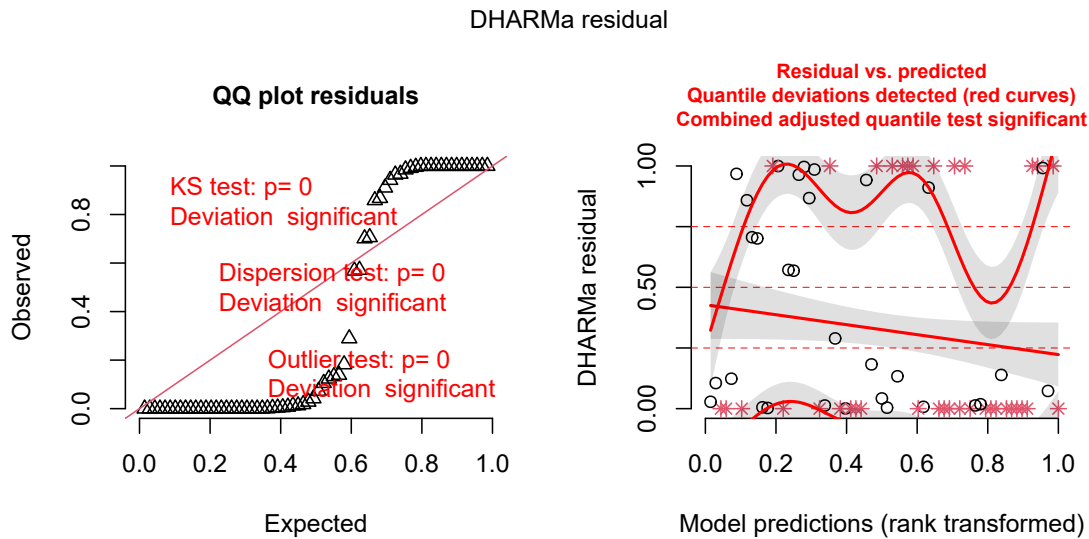 DHARMa residual
QQ plot residuals
KS test: p= 0
Deviation  significant
Dispersion test: p= 0
Deviation  significant
Outlier test: p= 0
Deviation  significant
Observed
0.0
0.4
0.8
0.0
0.2
0.4
0.6
0.8
1.0
Expected
Residual vs. predicted
Quantile deviations detected (red curves)
Combined adjusted quantile test significant
DHARMa residual
0.00
0.50
1.00
0.0
0.2
0.4
0.6
0.8
1.0
Model predictions (rank transformed)